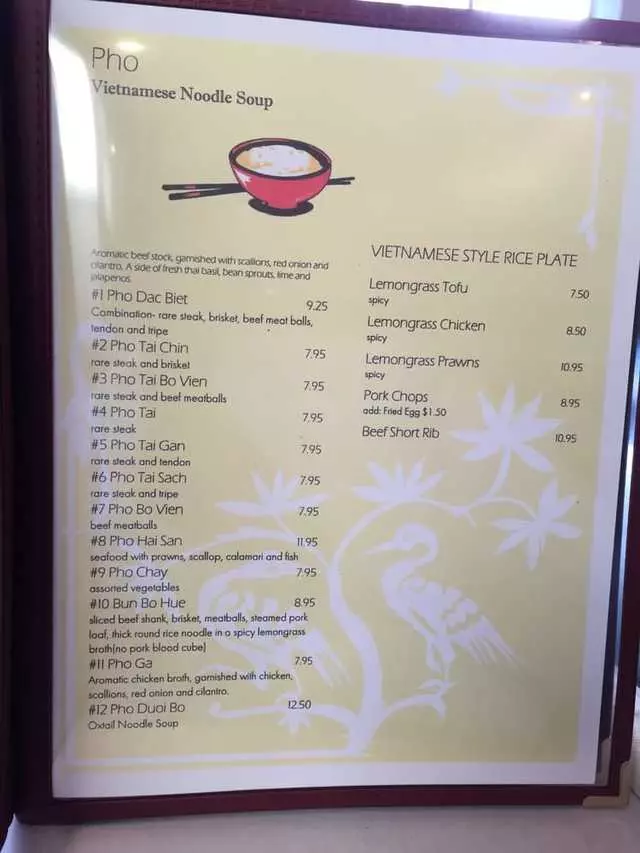 Pho
Vietnamese Noodle Soup
Aromatic beef stock, garnished with scallions, red onion and
cilantro. A side of fresh thai basil, bean sprouts, lime and
jalapenos.
#1 Pho Dac Biet 9.25
Combination- rare steak, brisket, beef meat balls,
tendon and tripe
#2 Pho Tai Chin 7.95
rare steak and brisket
#3 Pho Tai Bo Vien 7.95
rare steak and beef meatballs
#4 Pho Tai 7.95
rare steak
#5 Pho Tai Gan 7.95
rare steak and tendon
#6 Pho Tai Sach 7.95
rare steak and tripe
#7 Pho Bo Vien 7.95
beef meatballs
#8 Pho Hai San 11.95
seafood with prawns, scallop, calamari and fish
#9 Pho Chay 7.95
assorted vegetables
#10 Bun Bo Hue 8.95
sliced beef shank, brisket, meatballs, steamed pork
loaf, thick round rice noodle in a spicy lemongrass
broth(no pork blood cube)
#11 Pho Ga 7.95
Aromatic chicken broth, garnished with chicken,
scallions, red onion and cilantro.
#12 Pho Duoi Bo 12.50
Oxtail Noodle Soup
VIETNAMESE STYLE RICE PLATE
Lemongrass Tofu 7.50
spicy
Lemongrass Chicken 8.50
spicy
Lemongrass Prawns 10.95
spicy
Pork Chops 8.95
add: Fried Egg $1.50
Beef Short Rib 10.95